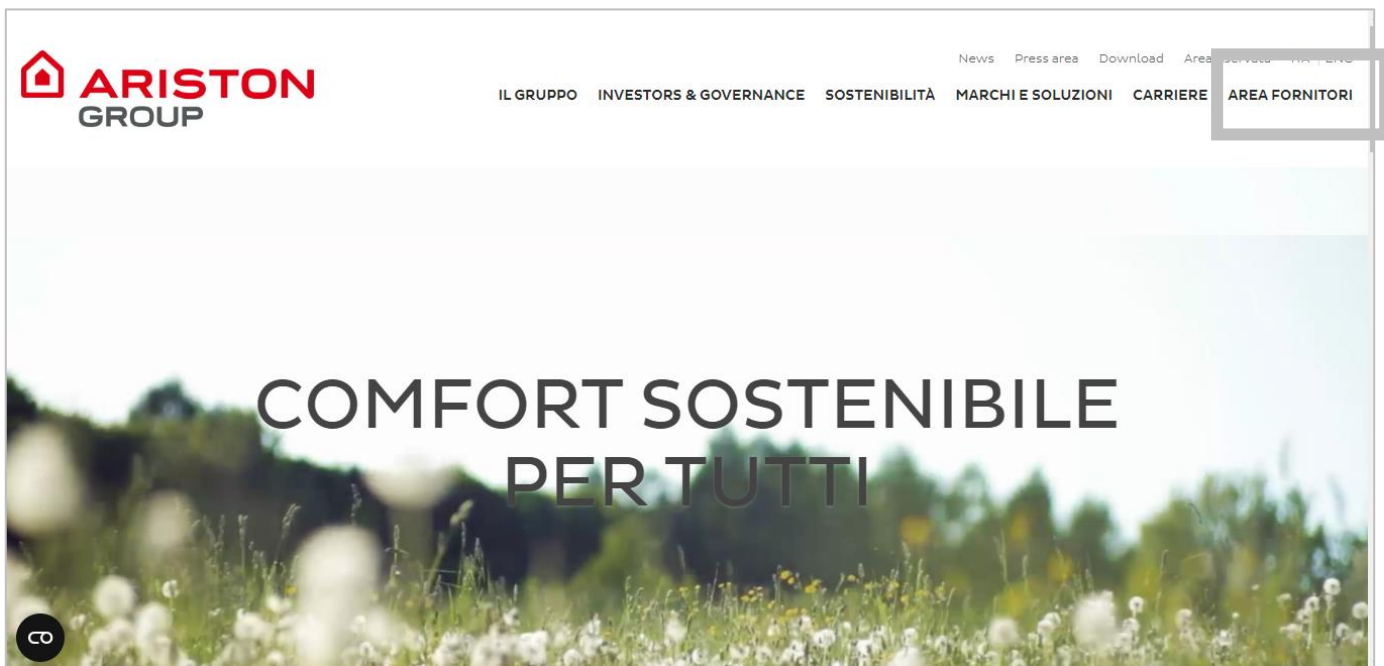 News Press area Download Area
ARISTON
GROUP
IL GRUPPO INVESTORS & GOVERNANCE SOSTENIBILITÀ MARCHI E SOLUZIONI CARRIERE AREA FORNITORI
COMFORT SOSTENIBILE
PER TUTTI